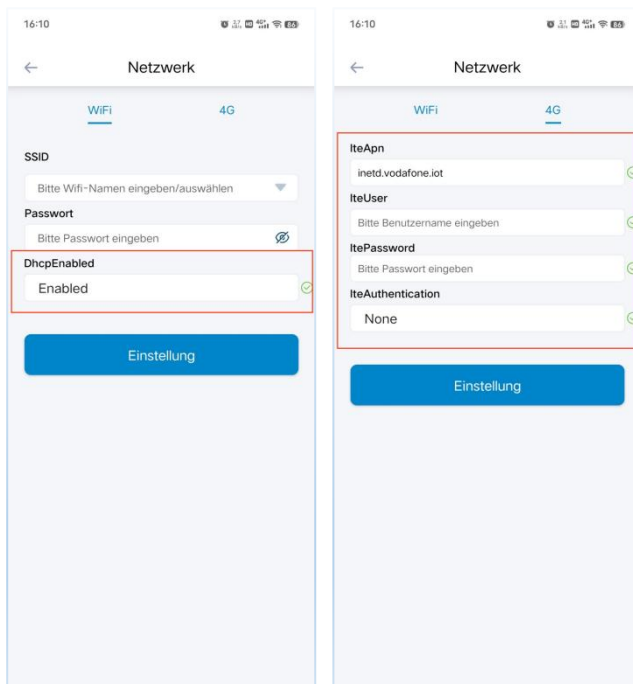 16:10
86
Netzwerk
WiFi
4G
SSID
Bitte Wifi-Namen eingeben/auswählen
Passwort
Bitte Passwort eingeben
DhcpEnabled
Enabled
Einstellung
16:10
86
Netzwerk
WiFi
4G
lteApn
inetd.vodafone.iot
lteUser
Bitte Benutzername eingeben
ltePassword
Bitte Passwort eingeben
lteAuthentication
None
Einstellung